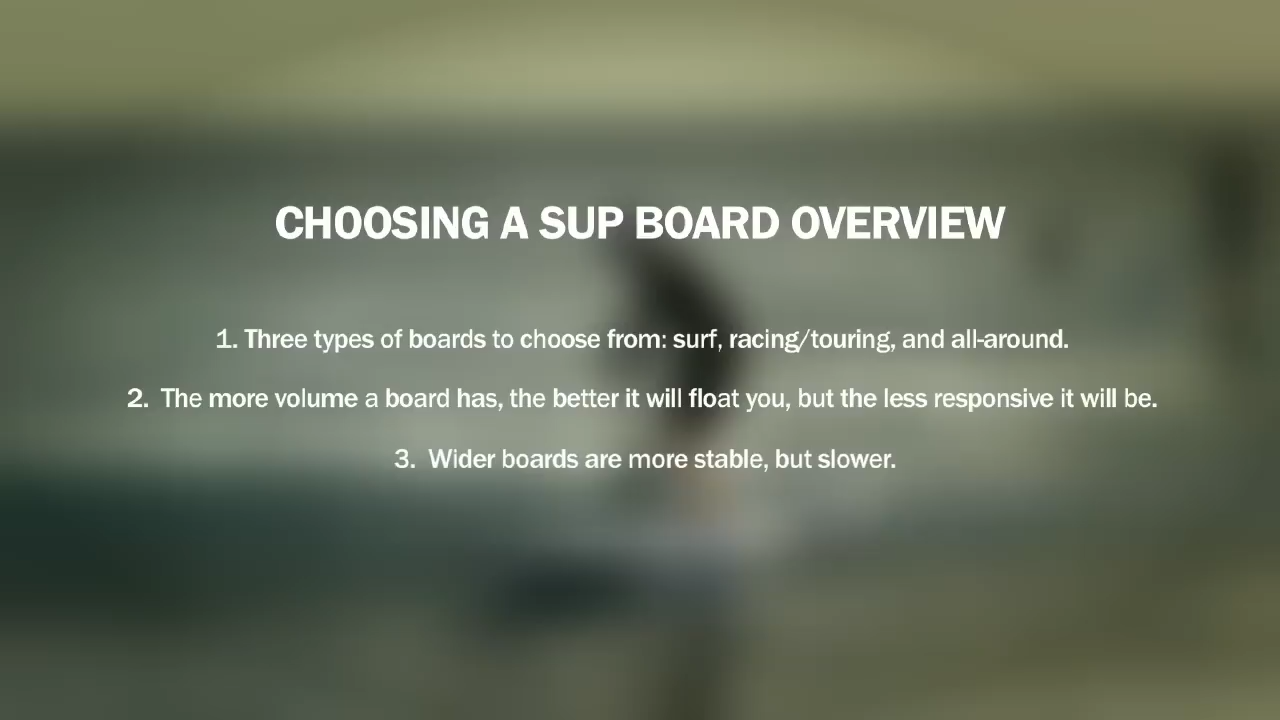 CHOOSING A SUP BOARD OVERVIEW
1. Three types of boards to choose from: surf, racing/touring, and all-around.
2. The more volume a board has, the better it will float you, but the less responsive it will be.
3. Wider boards are more stable, but slower.